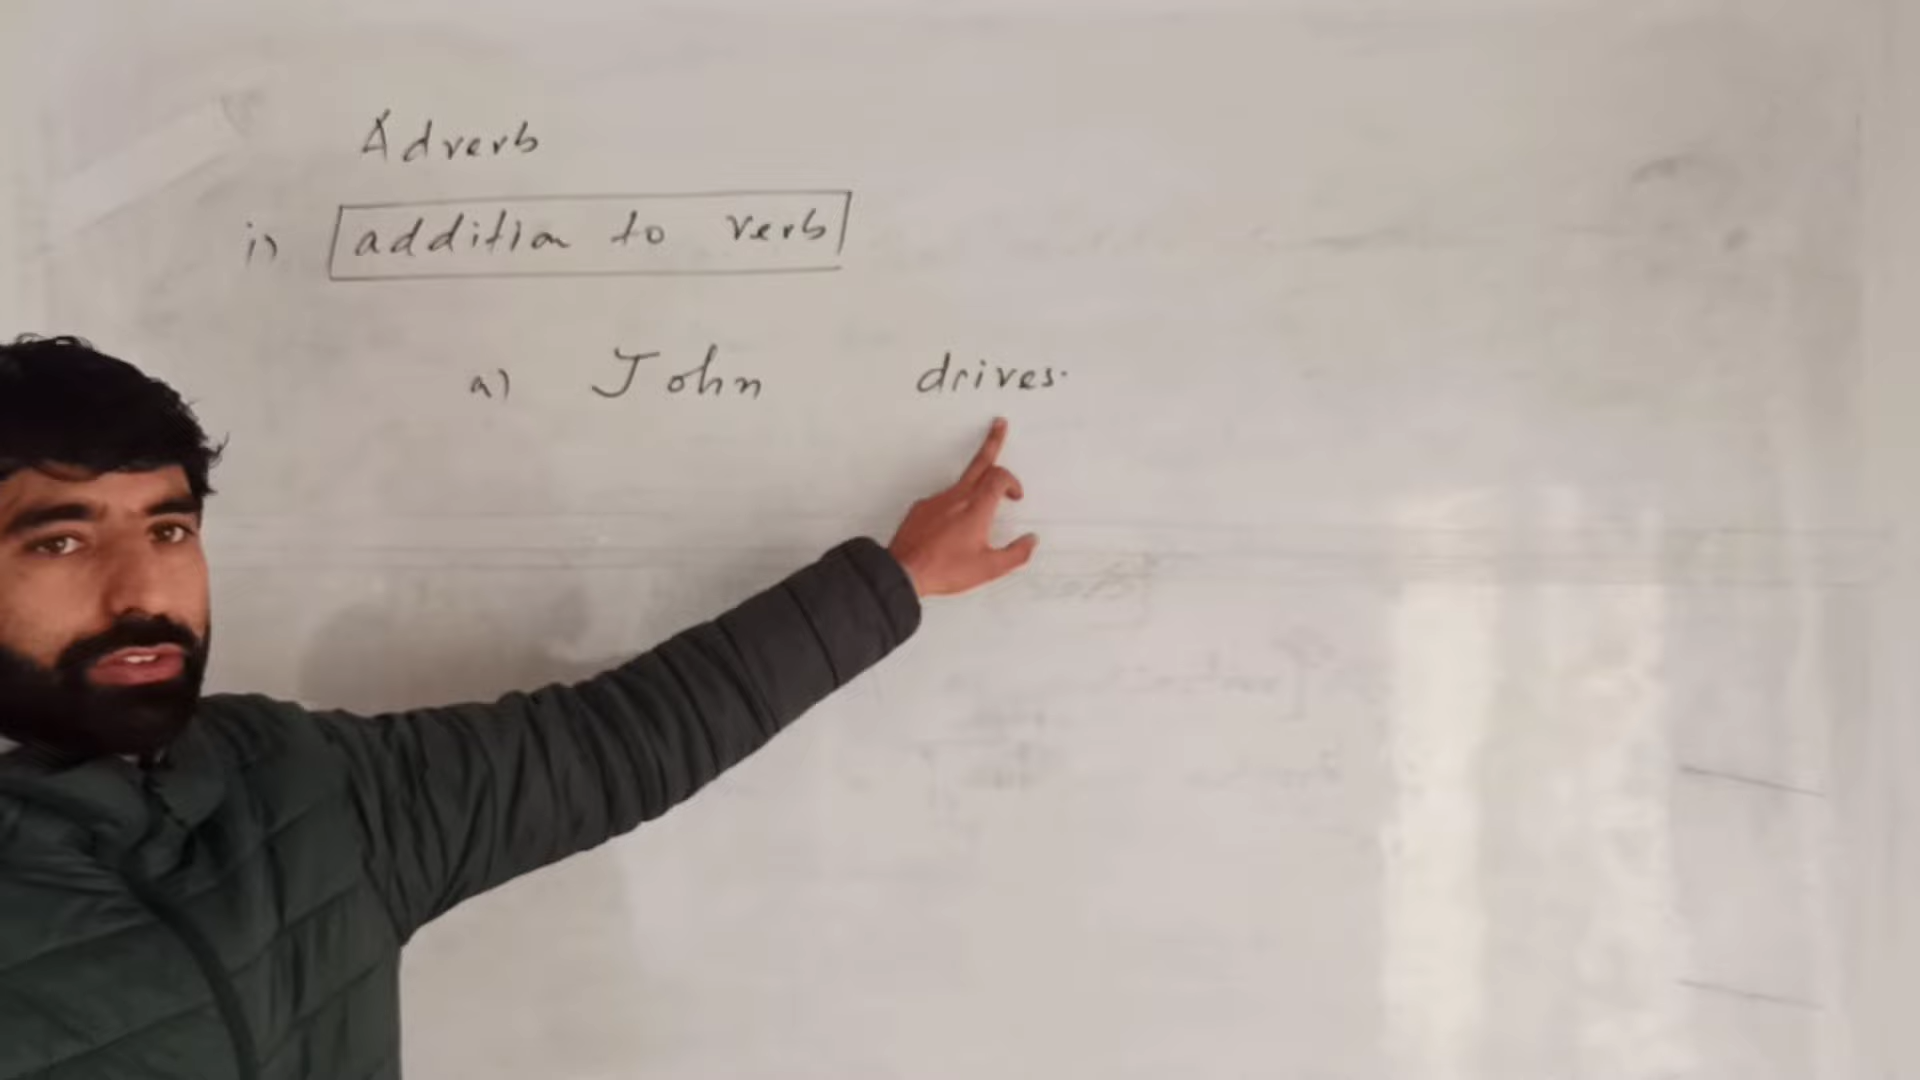 Adverb
i) addition to verb
a) John drives.